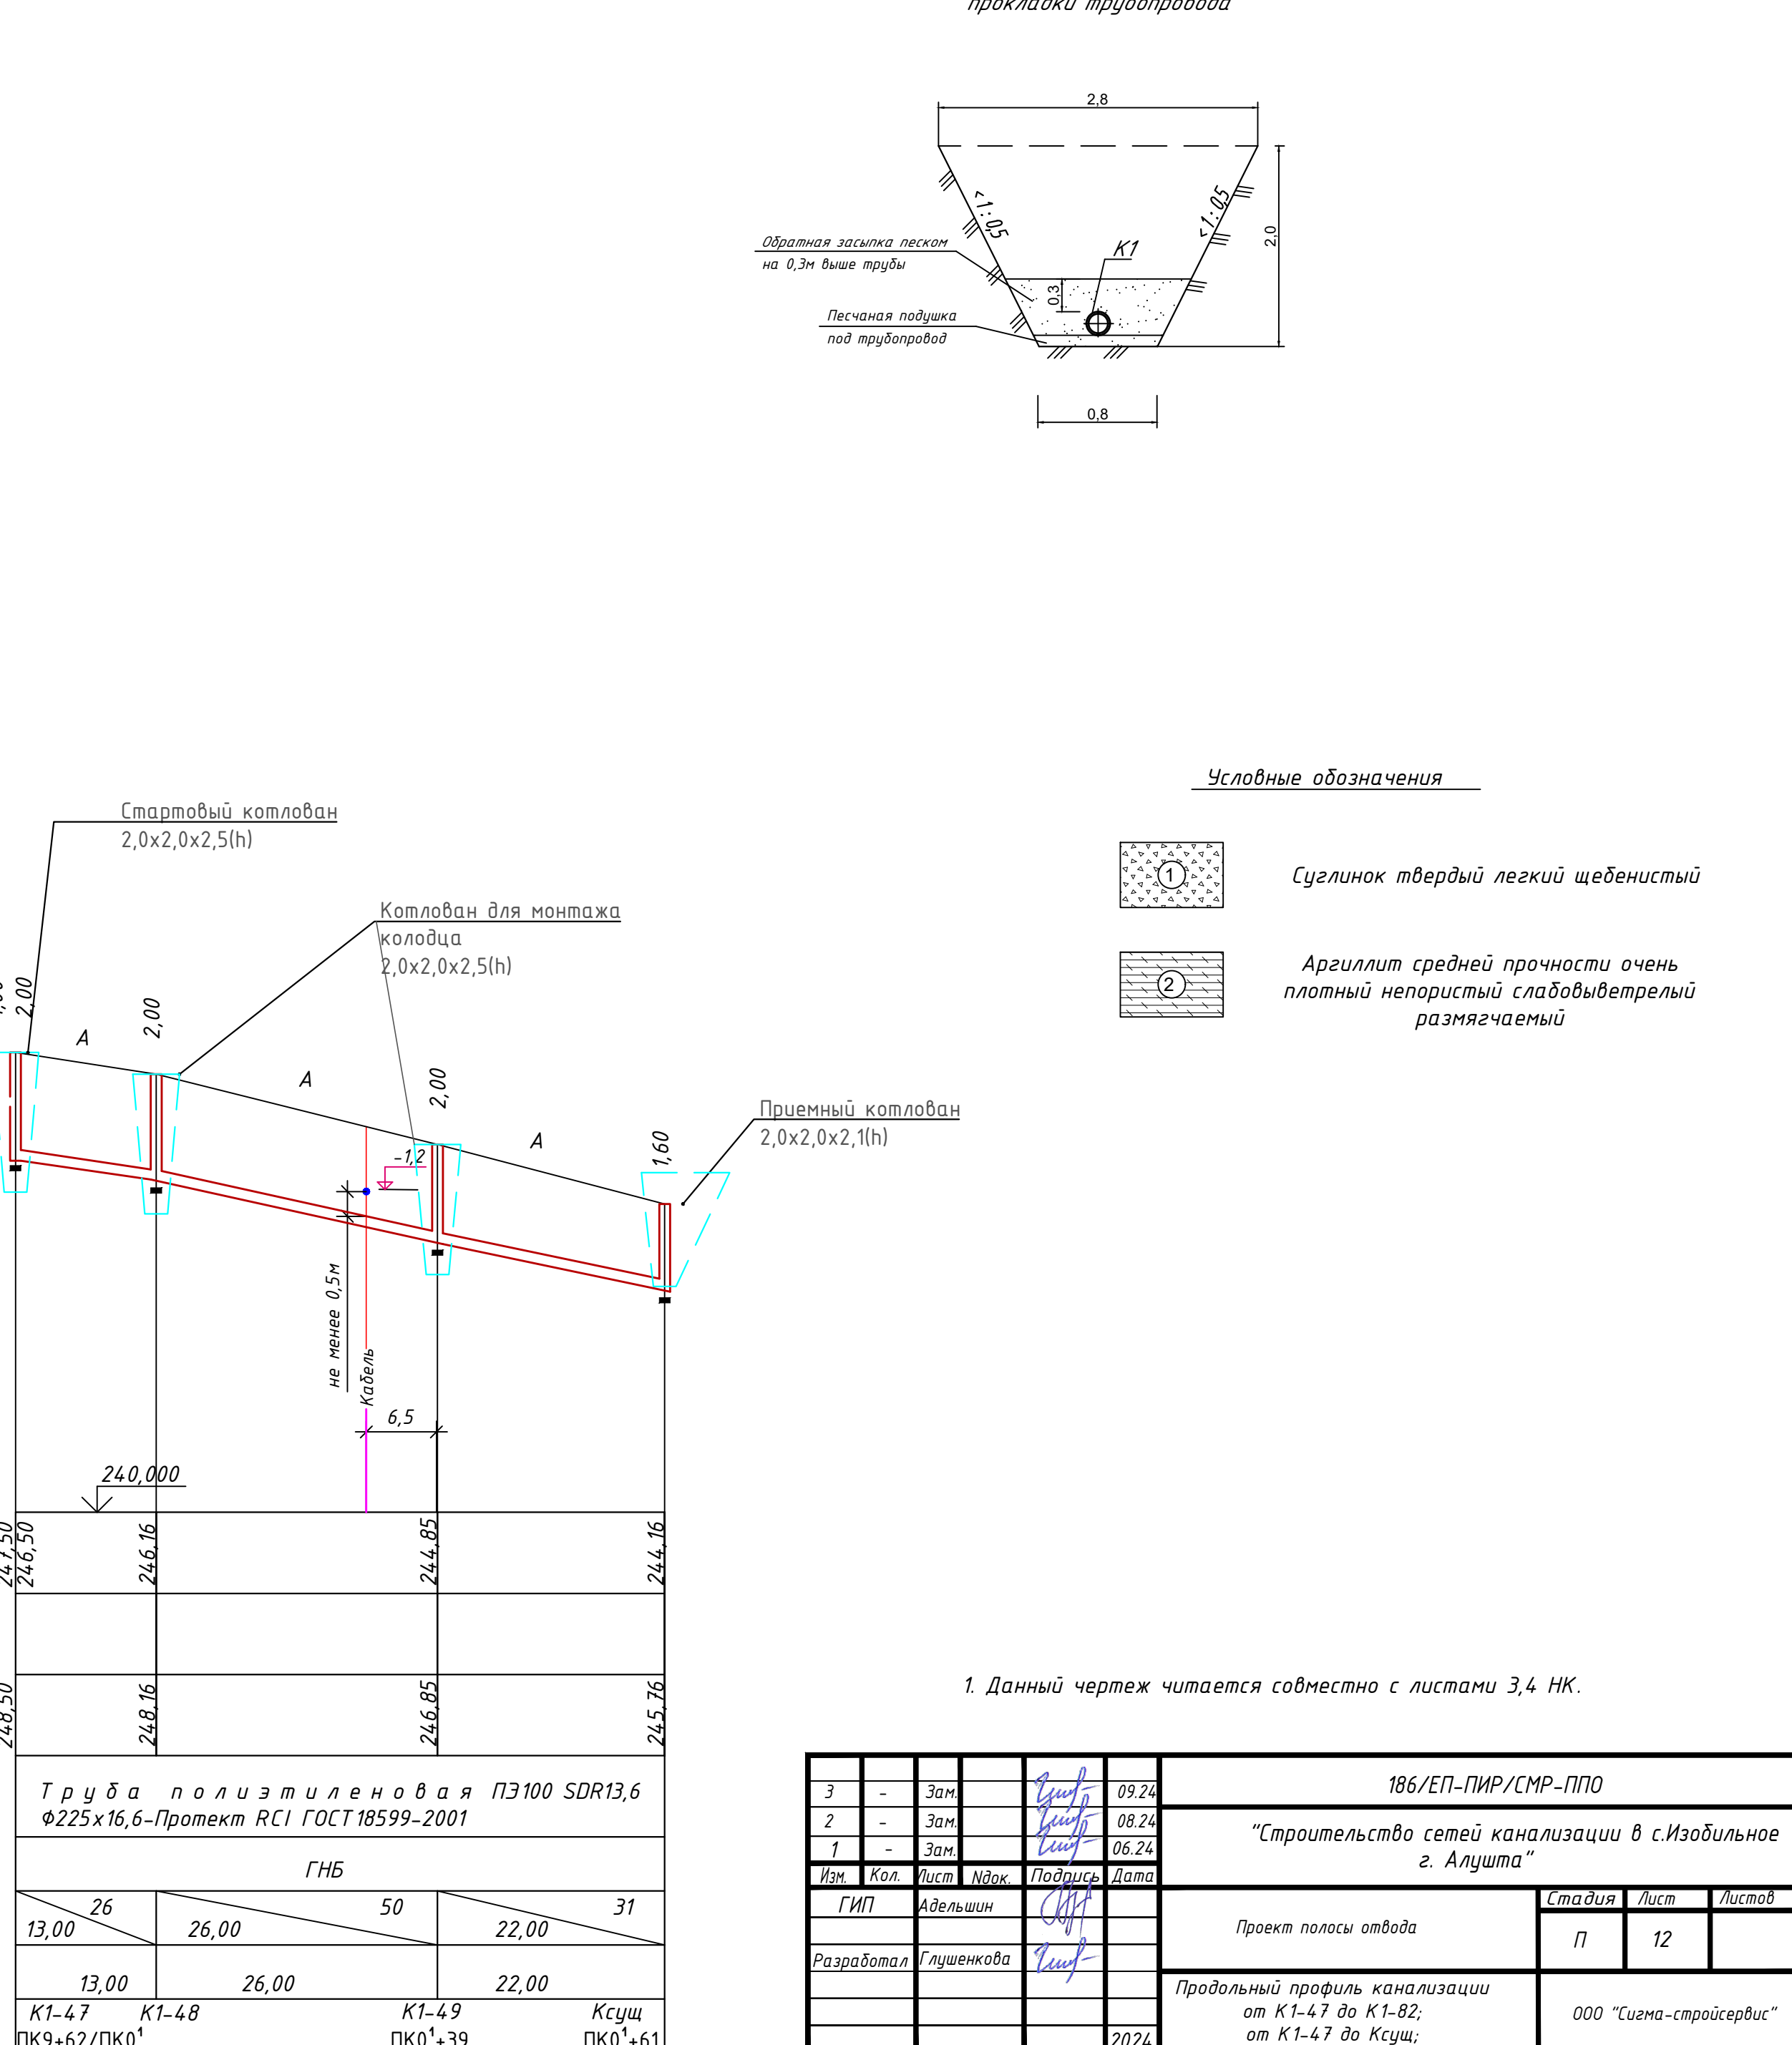 прокладки трубопровода
2,8
<1:0,5
<1:0,5
2,0
Обратная засыпка песком
на 0,3м выше трубы
К1
0,3
Песчаная подушка
под трубопровод
0,8
Условные обозначения
1
Суглинок твердый легкий щебенистый
2
Аргиллит средней прочности очень
плотный непористый слабовыветрелый
размягчаемый
Стартовый котлован
2,0х2,0х2,5(h)
Котлован для монтажа
колодца
2,0х2,0х2,5(h)
Приемный котлован
2,0х2,0х2,1(h)
2,00
2,00
2,00
1,60
А
А
А
-1,2
не менее 0,5м
Кабель
6,5
240,000
247,50
246,50
246,16
244,85
244,16
248,50
248,16
246,85
245,76
Труба полиэтиленовая ПЭ100 SDR13,6
Ф225х16,6-Протект RCI ГОСТ 18599-2001
ГНБ
26
13,00
50
26,00
31
22,00
13,00
26,00
22,00
К1-47 К1-48 К1-49 Ксущ
ПК9+62/ПК0¹ ПК0¹+39 ПК0¹+61
1. Данный чертеж читается совместно с листами 3,4 НК.
3 - Зам. 09.24
2 - Зам. 08.24
1 - Зам. 06.24
Изм. Кол. Лист Nдок. Подпись Дата
ГИП Адельшин
Разработал Глушенкова
2024
186/ЕП-ПИР/СМР-ППО
"Строительство сетей канализации в с.Изобильное
г. Алушта"
Проект полосы отвода
Стадия Лист Листов
П 12
Продольный профиль канализации
от К1-47 до К1-82;
от К1-47 до Ксущ;
ООО "Сигма-стройсервис"